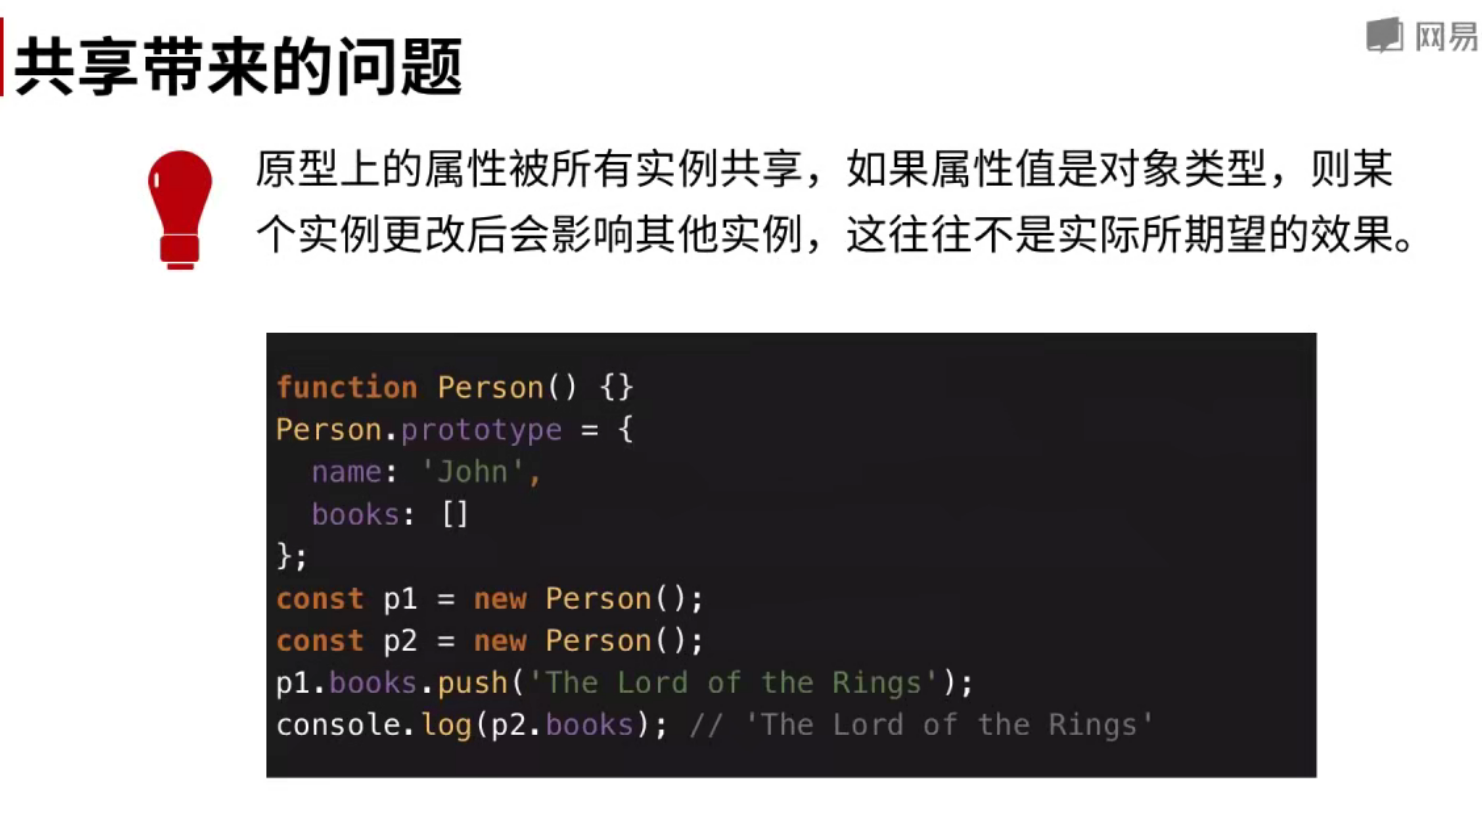 共享带来的问题
网易
原型上的属性被所有实例共享，如果属性值是对象类型，则某
个实例更改后会影响其他实例，这往往不是实际所期望的效果。
function Person() {}
Person.prototype = {
  name: 'John',
  books: []
};
const p1 = new Person();
const p2 = new Person();
p1.books.push('The Lord of the Rings');
console.log(p2.books); // 'The Lord of the Rings'